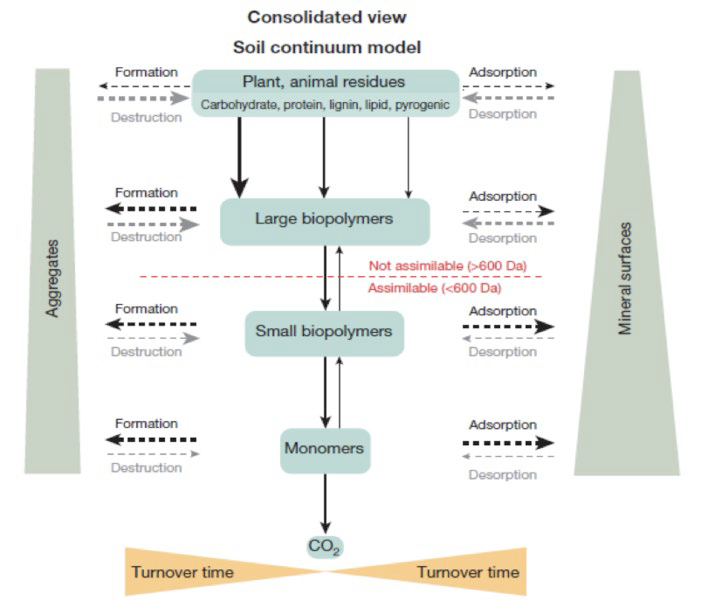 Consolidated view
Soil continuum model
Formation
Plant, animal residues
Adsorption
Carbohydrate, protein, lignin, lipid, pyrogenic
Destruction
Desorption
Formation
Large biopolymers
Adsorption
Destruction
Desorption
Aggregates
Mineral surfaces
Not assimilable (>600 Da)
Assimilable (<600 Da)
Formation
Small biopolymers
Adsorption
Destruction
Desorption
Formation
Monomers
Adsorption
Destruction
Desorption
CO₂
Turnover time
Turnover time